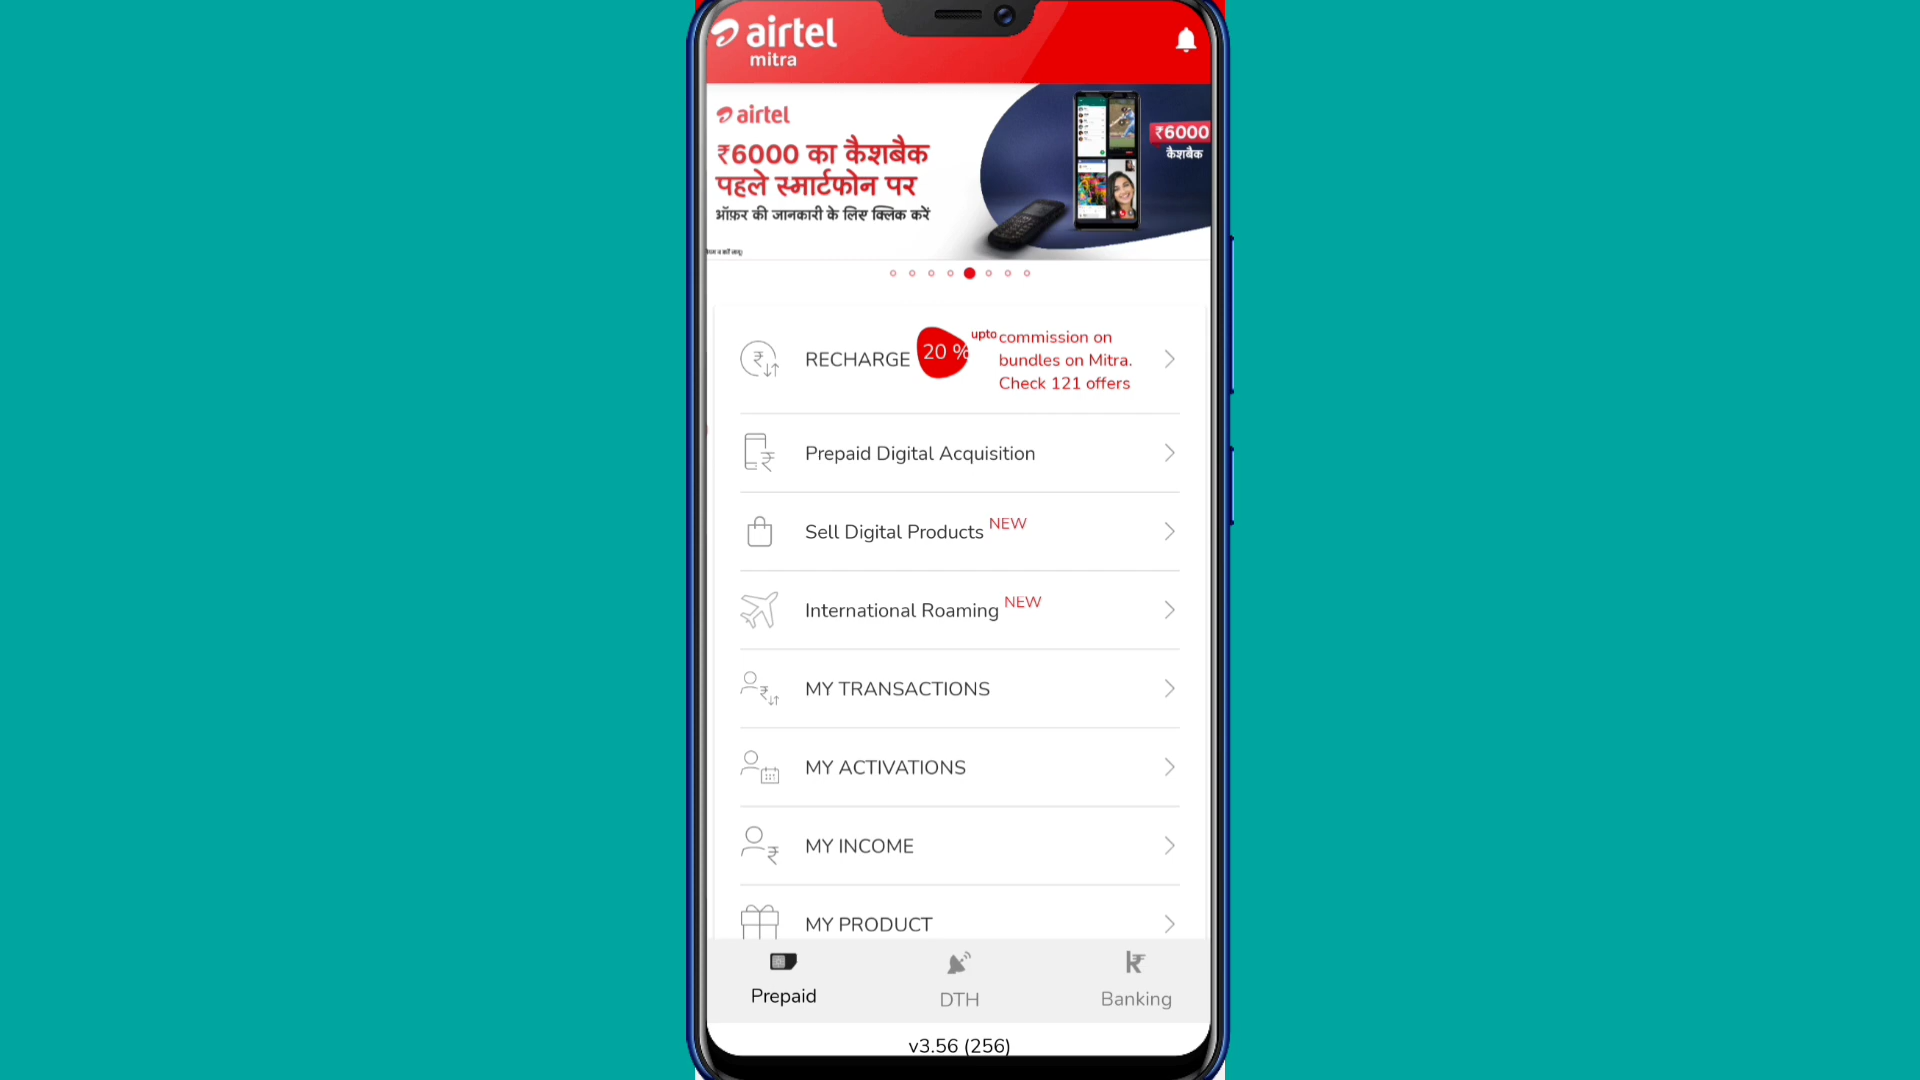 airtel
mitra
airtel
₹6000 का कैशबैक
पहले स्मार्टफोन पर
ऑफ़र की जानकारी के लिए क्लिक करें
₹6000
कैशबैक
RECHARGE
20 %
upto
commission on
bundles on Mitra.
Check 121 offers
Prepaid Digital Acquisition
Sell Digital Products NEW
International Roaming NEW
MY TRANSACTIONS
MY ACTIVATIONS
MY INCOME
MY PRODUCT
Prepaid
DTH
Banking
v3.56 (256)